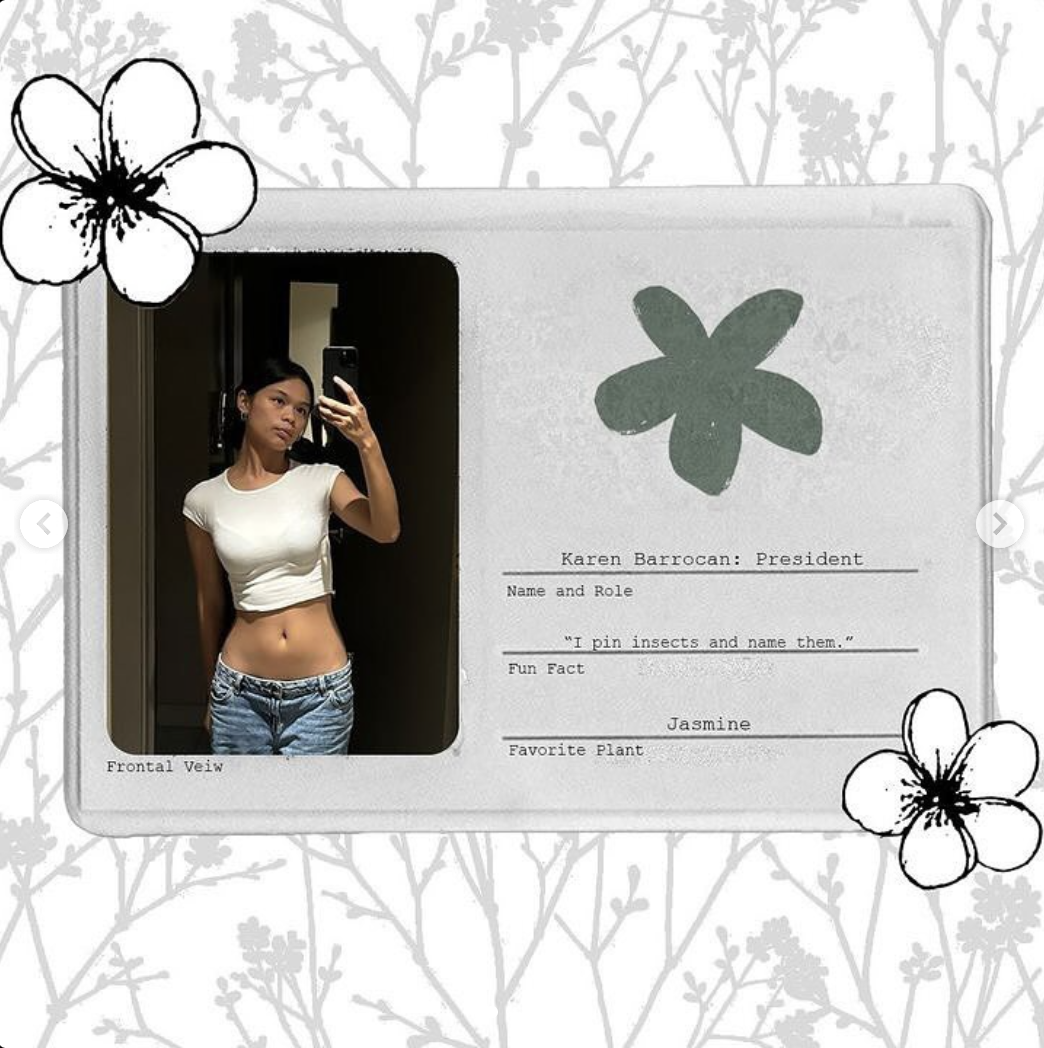 Karen Barrocan: President
Name and Role
“I pin insects and name them.”
Fun Fact
Jasmine
Favorite Plant
Frontal Veiw